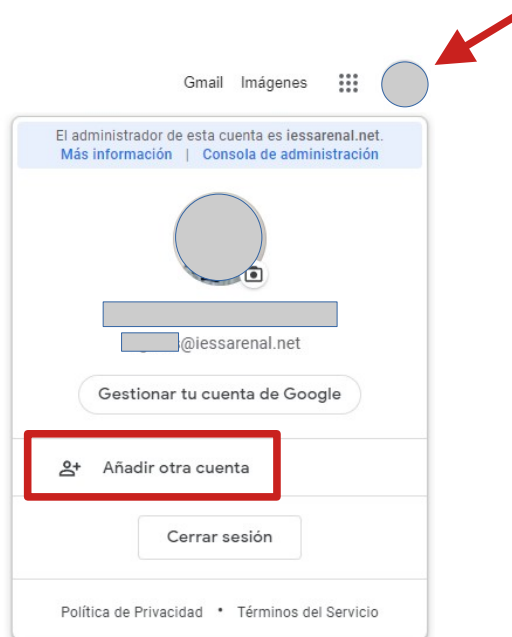 Gmail Imágenes
El administrador de esta cuenta es iessarenal.net.
Más información | Consola de administración
@iessarenal.net
Gestionar tu cuenta de Google
Añadir otra cuenta
Cerrar sesión
Política de Privacidad • Términos del Servicio